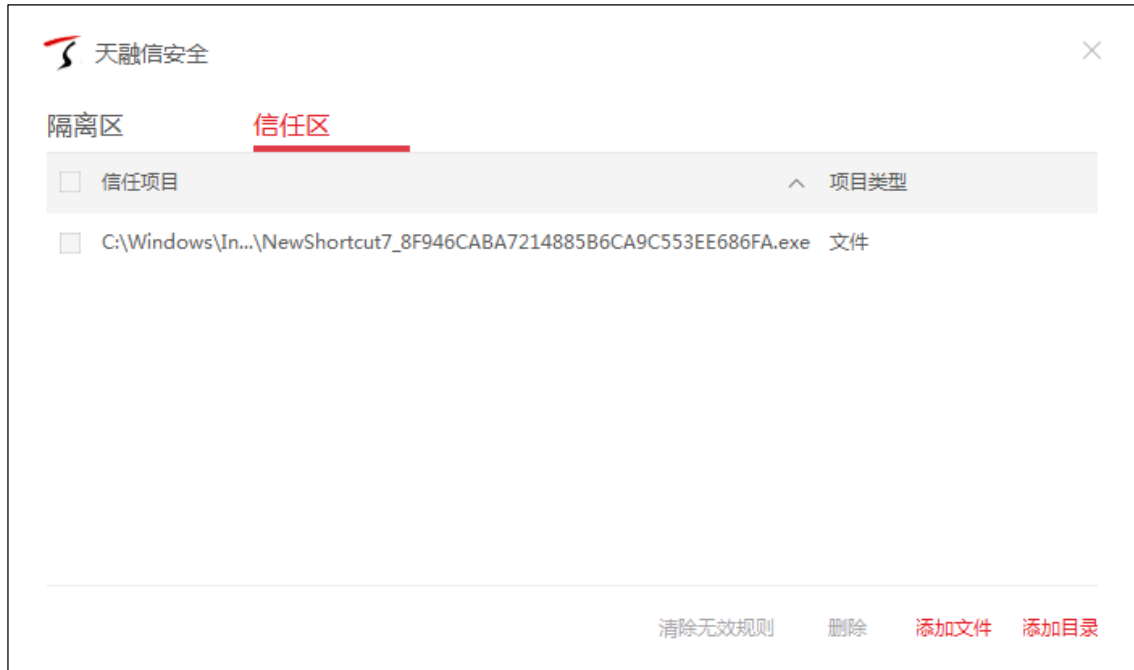 天融信安全
隔离区 信任区
信任项目 项目类型
C:\Windows\In...\NewShortcut7_8F946CABA7214885B6CA9C553EE686FA.exe 文件
清除无效规则 删除 添加文件 添加目录